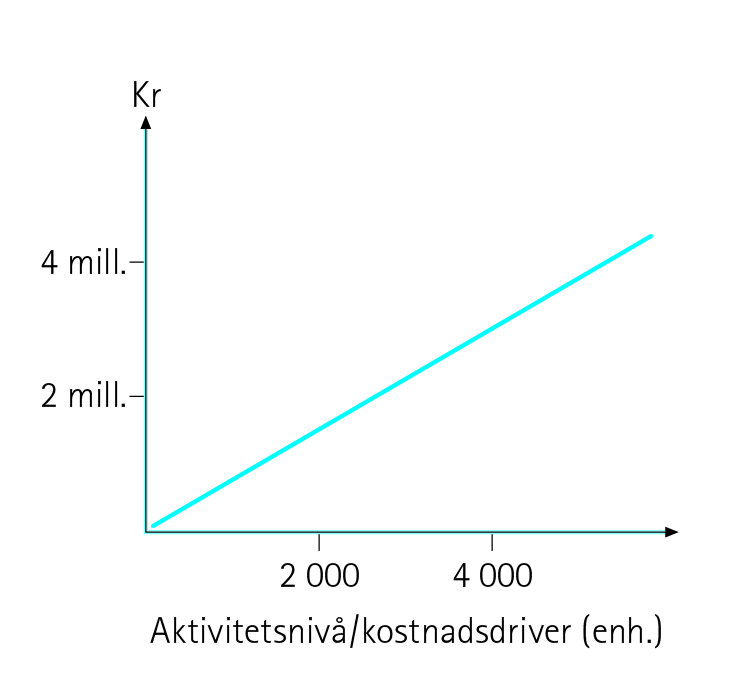 Kr
4 mill.
2 mill.
2 000 4 000
Aktivitetsnivå/kostnadsdriver (enh.)